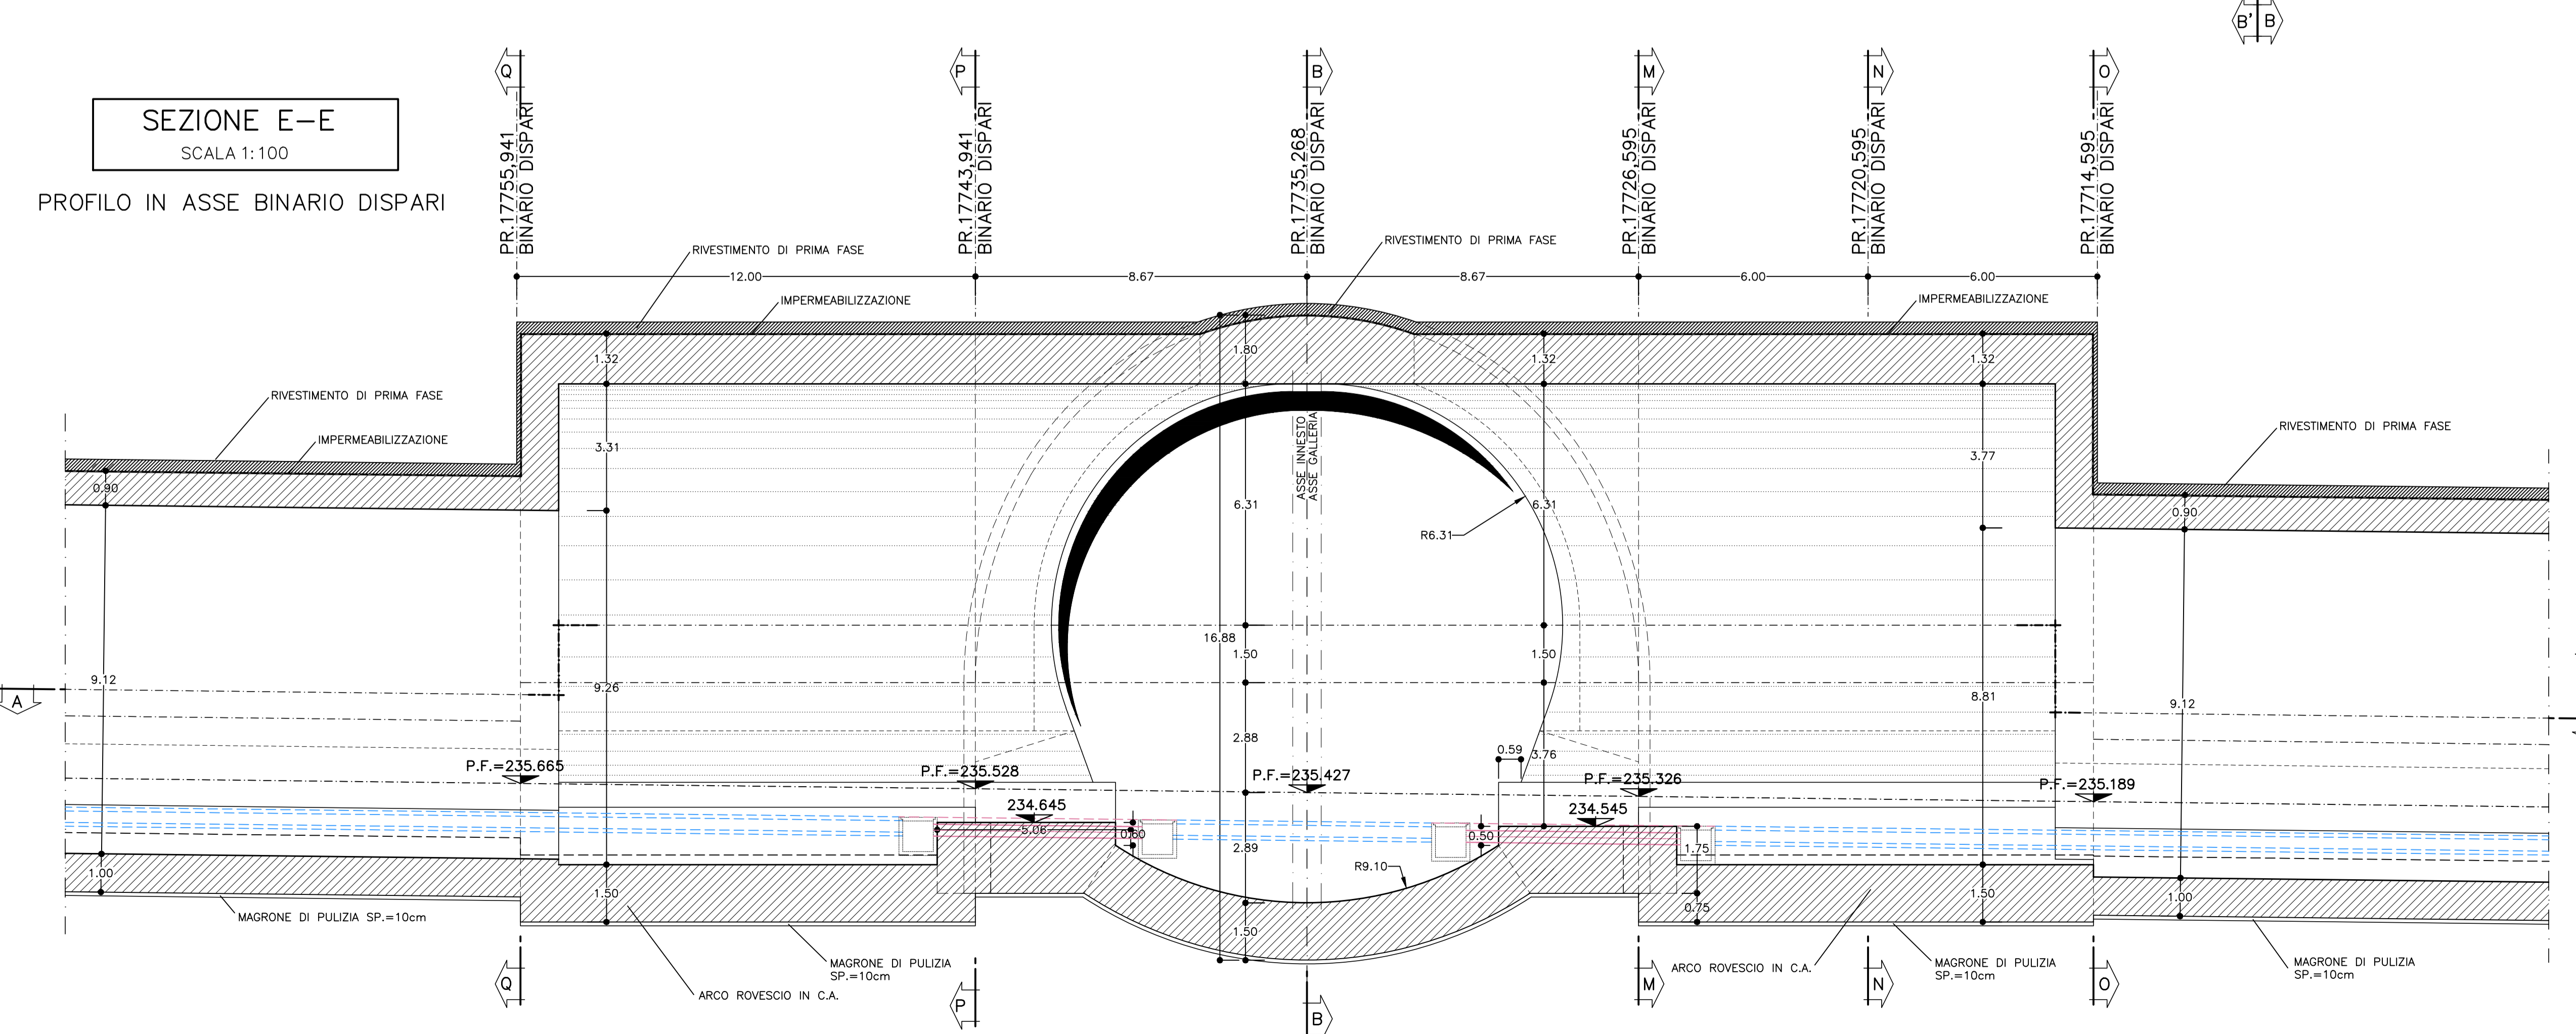 B' B
Q
P
B
M
N
O
SEZIONE E-E
SCALA 1:100
PROFILO IN ASSE BINARIO DISPARI
PR.17755,941
BINARIO DISPARI
PR.17743,941
BINARIO DISPARI
PR.17735,268
BINARIO DISPARI
PR.17726,595
BINARIO DISPARI
PR.17720,595
BINARIO DISPARI
PR.17714,595
BINARIO DISPARI
RIVESTIMENTO DI PRIMA FASE
RIVESTIMENTO DI PRIMA FASE
12.00
8.67
8.67
6.00
6.00
IMPERMEABILIZZAZIONE
IMPERMEABILIZZAZIONE
1.32
1.80
1.32
1.32
RIVESTIMENTO DI PRIMA FASE
IMPERMEABILIZZAZIONE
RIVESTIMENTO DI PRIMA FASE
3.31
3.77
ASSE INNESTO
ASSE GALLERIA
0.90
6.31
6.31
0.90
R6.31
16.88
1.50
1.50
9.12
9.26
8.81
9.12
A
2.88
0.59
3.76
P.F.=235.665
P.F.=235.528
P.F.=235.427
P.F.=235.326
P.F.=235.189
234.645
234.545
5.06
0.60
0.50
2.89
1.75
R9.10
1.00
1.50
1.50
1.00
0.75
MAGRONE DI PULIZIA SP.=10cm
1.50
MAGRONE DI PULIZIA
SP.=10cm
ARCO ROVESCIO IN C.A.
ARCO ROVESCIO IN C.A.
MAGRONE DI PULIZIA
SP.=10cm
MAGRONE DI PULIZIA
SP.=10cm
Q
P
B
M
N
O